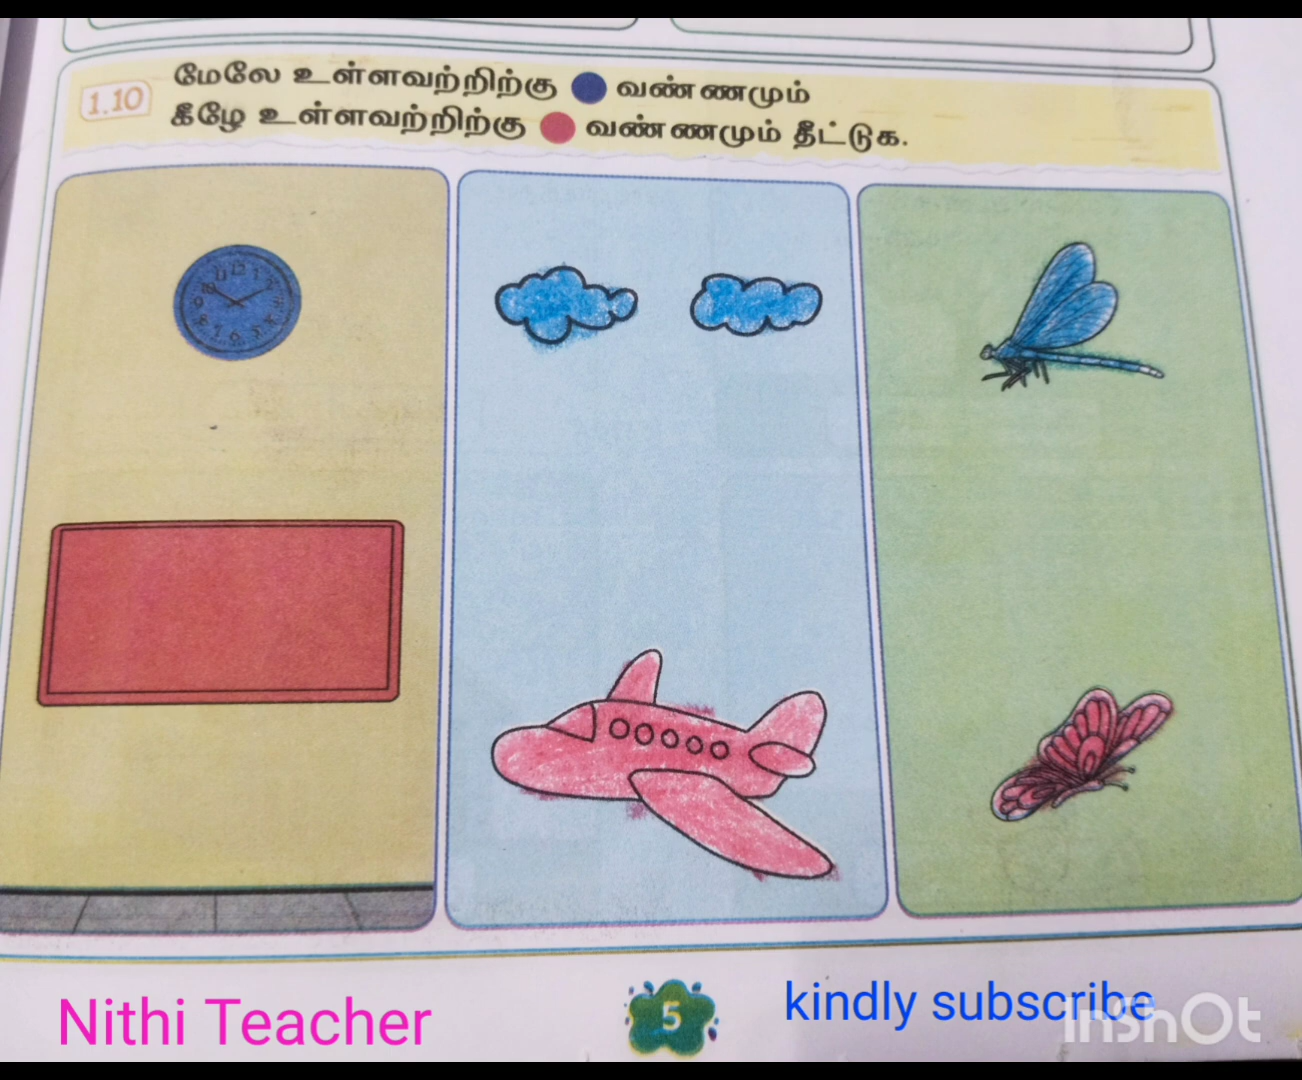 1.10
மேலே உள்ளவற்றிற்கு வண்ணமும்
கீழே உள்ளவற்றிற்கு வண்ணமும் தீட்டுக.
Nithi Teacher
5
kindly subscribe
InShOt